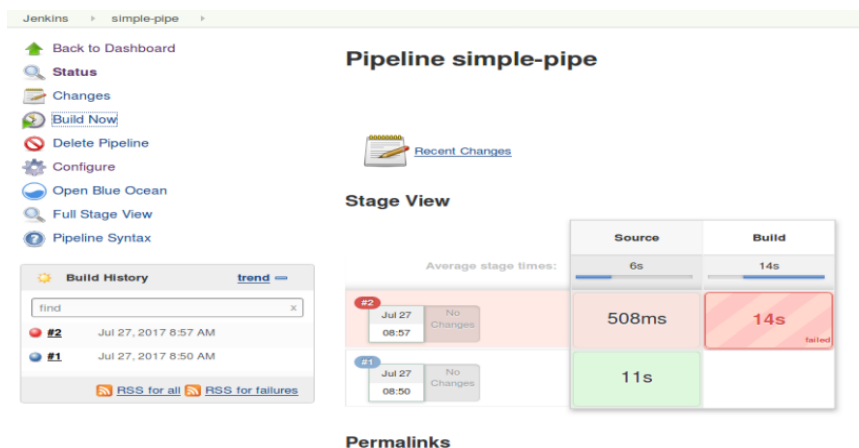 Jenkins simple-pipe
Back to Dashboard
Status
Changes
Build Now
Delete Pipeline
Configure
Open Blue Ocean
Full Stage View
Pipeline Syntax
Build History trend
find x
#2 Jul 27, 2017 8:57 AM
#1 Jul 27, 2017 8:50 AM
RSS for all RSS for failures
Pipeline simple-pipe
Recent Changes
Stage View
Source Build
Average stage times: 6s 14s
#2
Jul 27 No
08:57 Changes
508ms 14s
failed
#1
Jul 27 No
08:50 Changes
11s
Permalinks